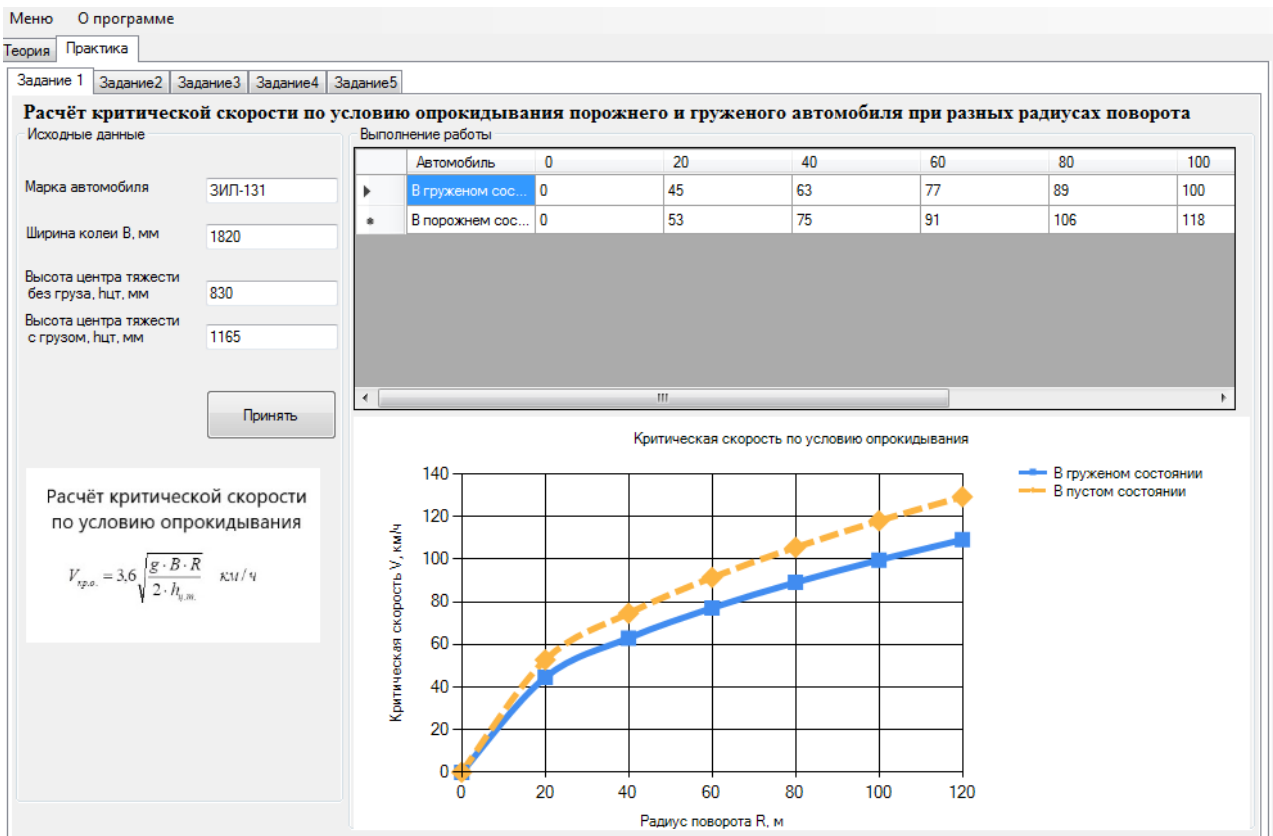 Меню О программе
Теория Практика
Задание 1 Задание2 Задание3 Задание4 Задание5
Расчёт критической скорости по условию опрокидывания порожнего и груженого автомобиля при разных радиусах поворота
Исходные данные
Марка автомобиля ЗИЛ-131
Ширина колеи B, мм 1820
Высота центра тяжести
без груза, hцт, мм 830
Высота центра тяжести
с грузом, hцт, мм 1165
Принять
Расчёт критической скорости
по условию опрокидывания
Vкр.о. = 3,6 √(g · B · R / 2 · hц.т.) км / ч
Выполнение работы
Автомобиль 0 20 40 60 80 100
В груженом сос... 0 45 63 77 89 100
В порожнем сос... 0 53 75 91 106 118
Критическая скорость по условию опрокидывания
В груженом состоянии
В пустом состоянии
Критическая скорость V, км/ч
140
120
100
80
60
40
20
0
0 20 40 60 80 100 120
Радиус поворота R, м